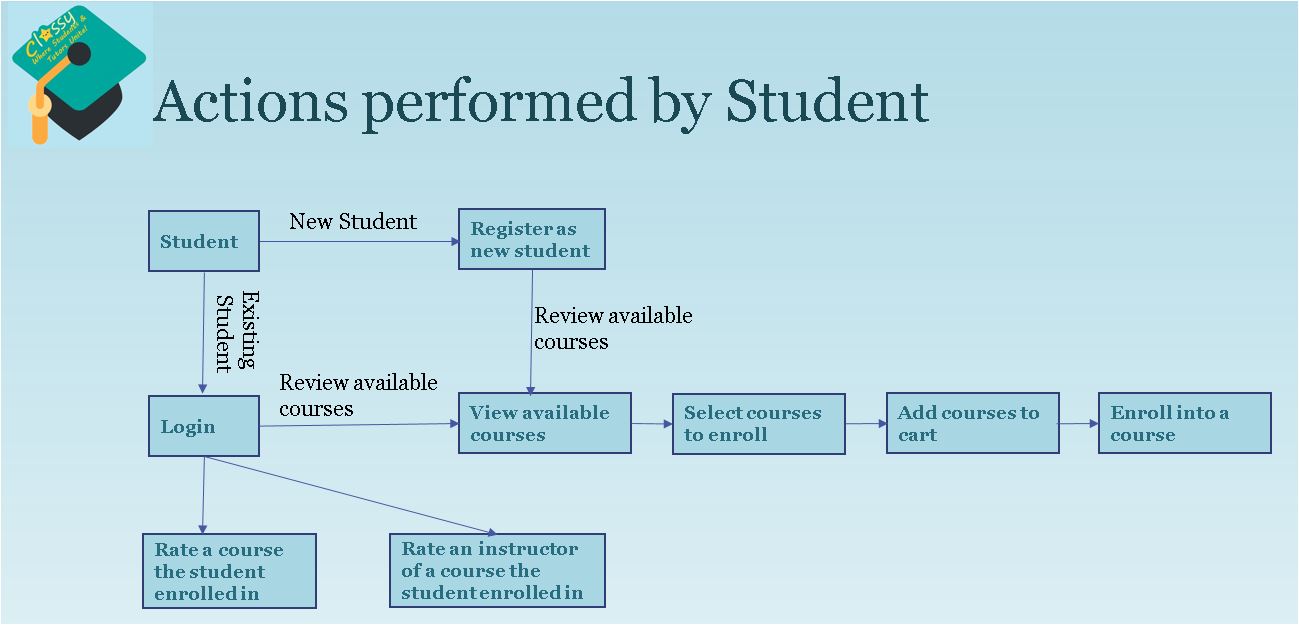 Classy
Where Students &
Tutors Unite!
Actions performed by Student
Student
New Student
Register as
new student
Existing
Student
Review available
courses
Login
Review available
courses
View available
courses
Select courses
to enroll
Add courses to
cart
Enroll into a
course
Rate a course
the student
enrolled in
Rate an instructor
of a course the
student enrolled in